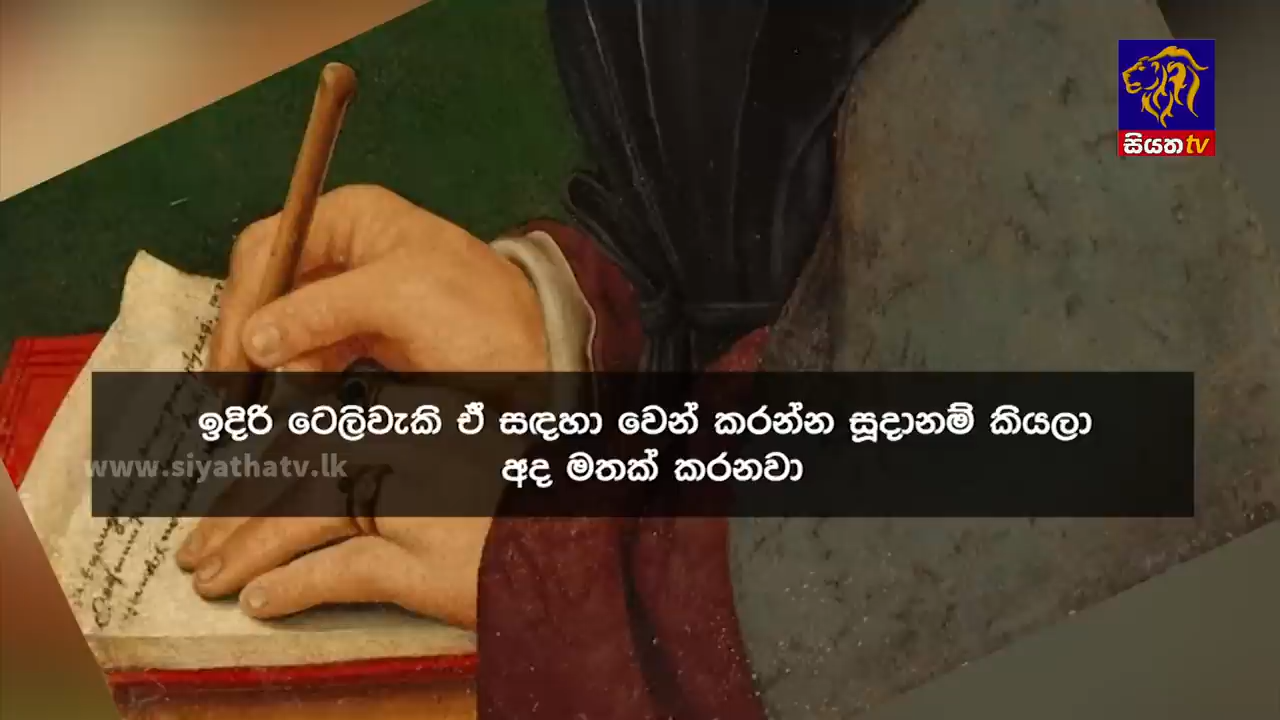 සියත tv
ඉදිරි ටෙලිවැකි ඒ සඳහා වෙන් කරන්න සූදානම් කියලා
අද මතක් කරනවා
www.siyathatv.lk